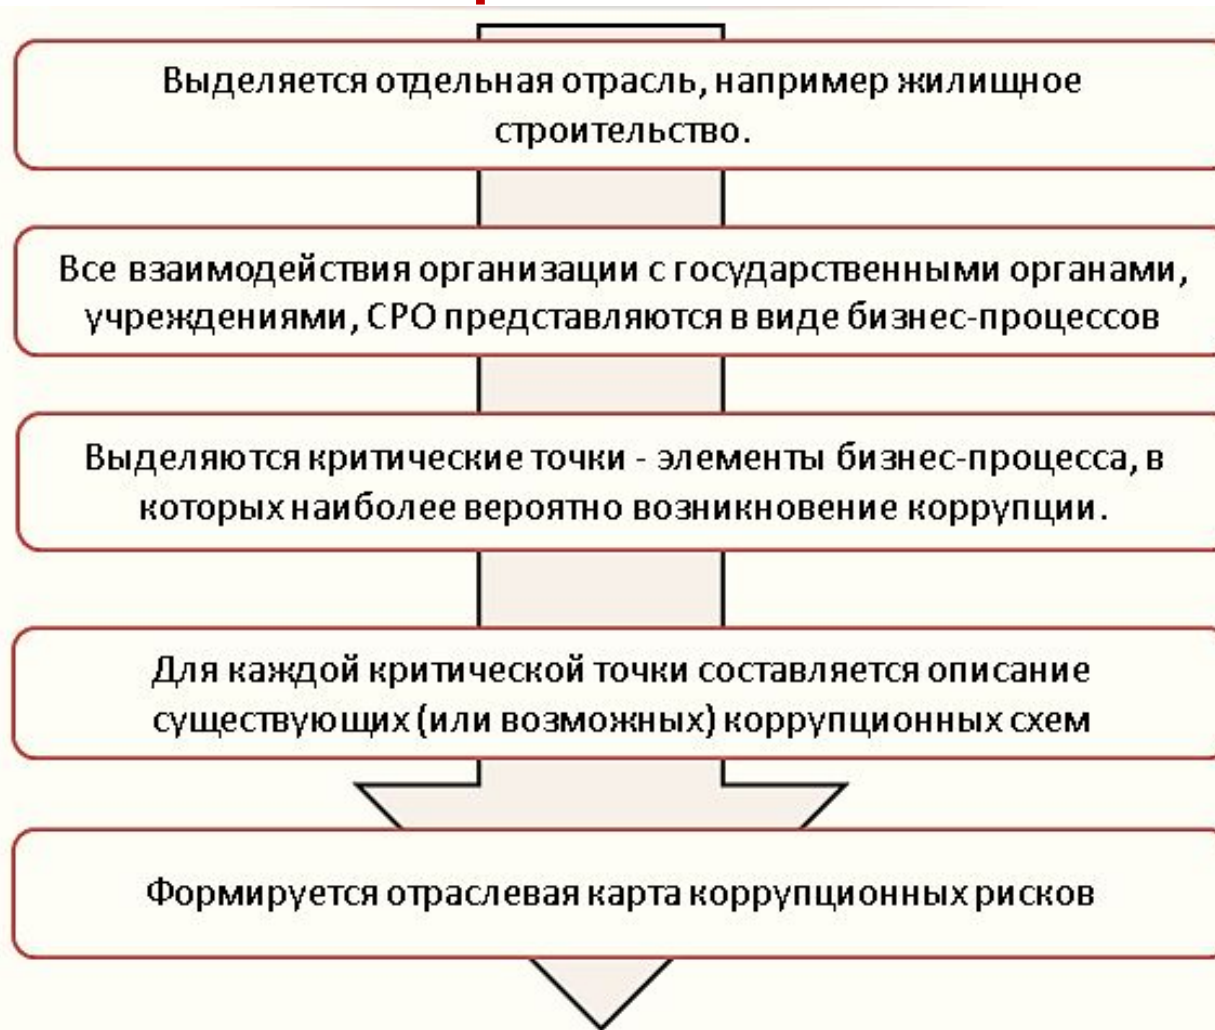 Выделяется отдельная отрасль, например жилищное
строительство.
Все взаимодействия организации с государственными органами,
учреждениями, СРО представляются в виде бизнес-процессов
Выделяются критические точки - элементы бизнес-процесса, в
которых наиболее вероятно возникновение коррупции.
Для каждой критической точки составляется описание
существующих (или возможных) коррупционных схем
Формируется отраслевая карта коррупционных рисков